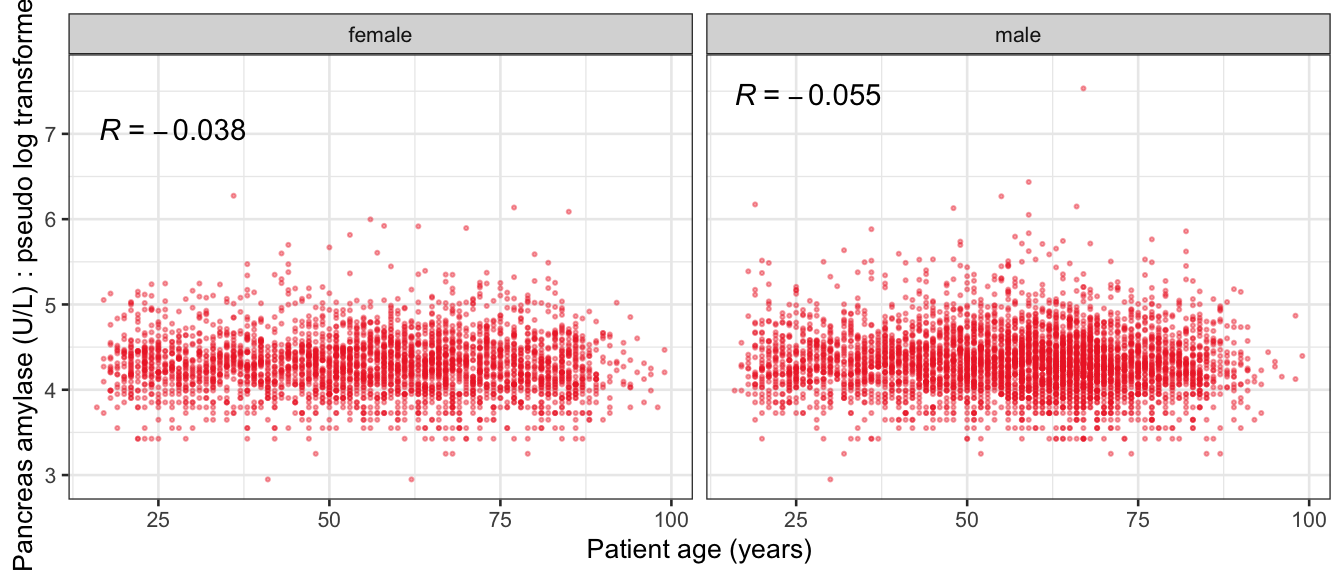 female
male
R = −0.038
R = −0.055
7
6
5
4
3
25 50 75 100
25 50 75 100
Patient age (years)
Pancreas amylase (U/L) : pseudo log transforme